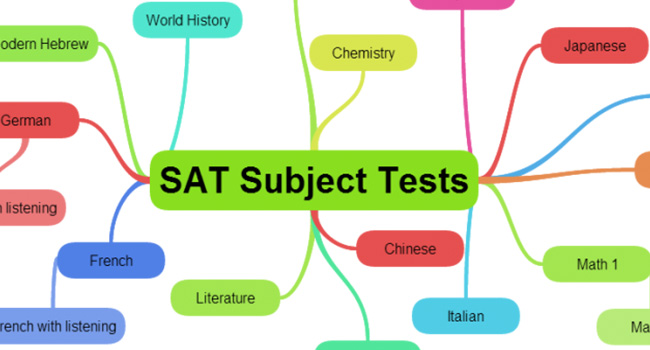 World History
odern Hebrew
Chemistry
Japanese
German
SAT Subject Tests
listening
Chinese
French
Math 1
Literature
Italian
rench with listening
Ma